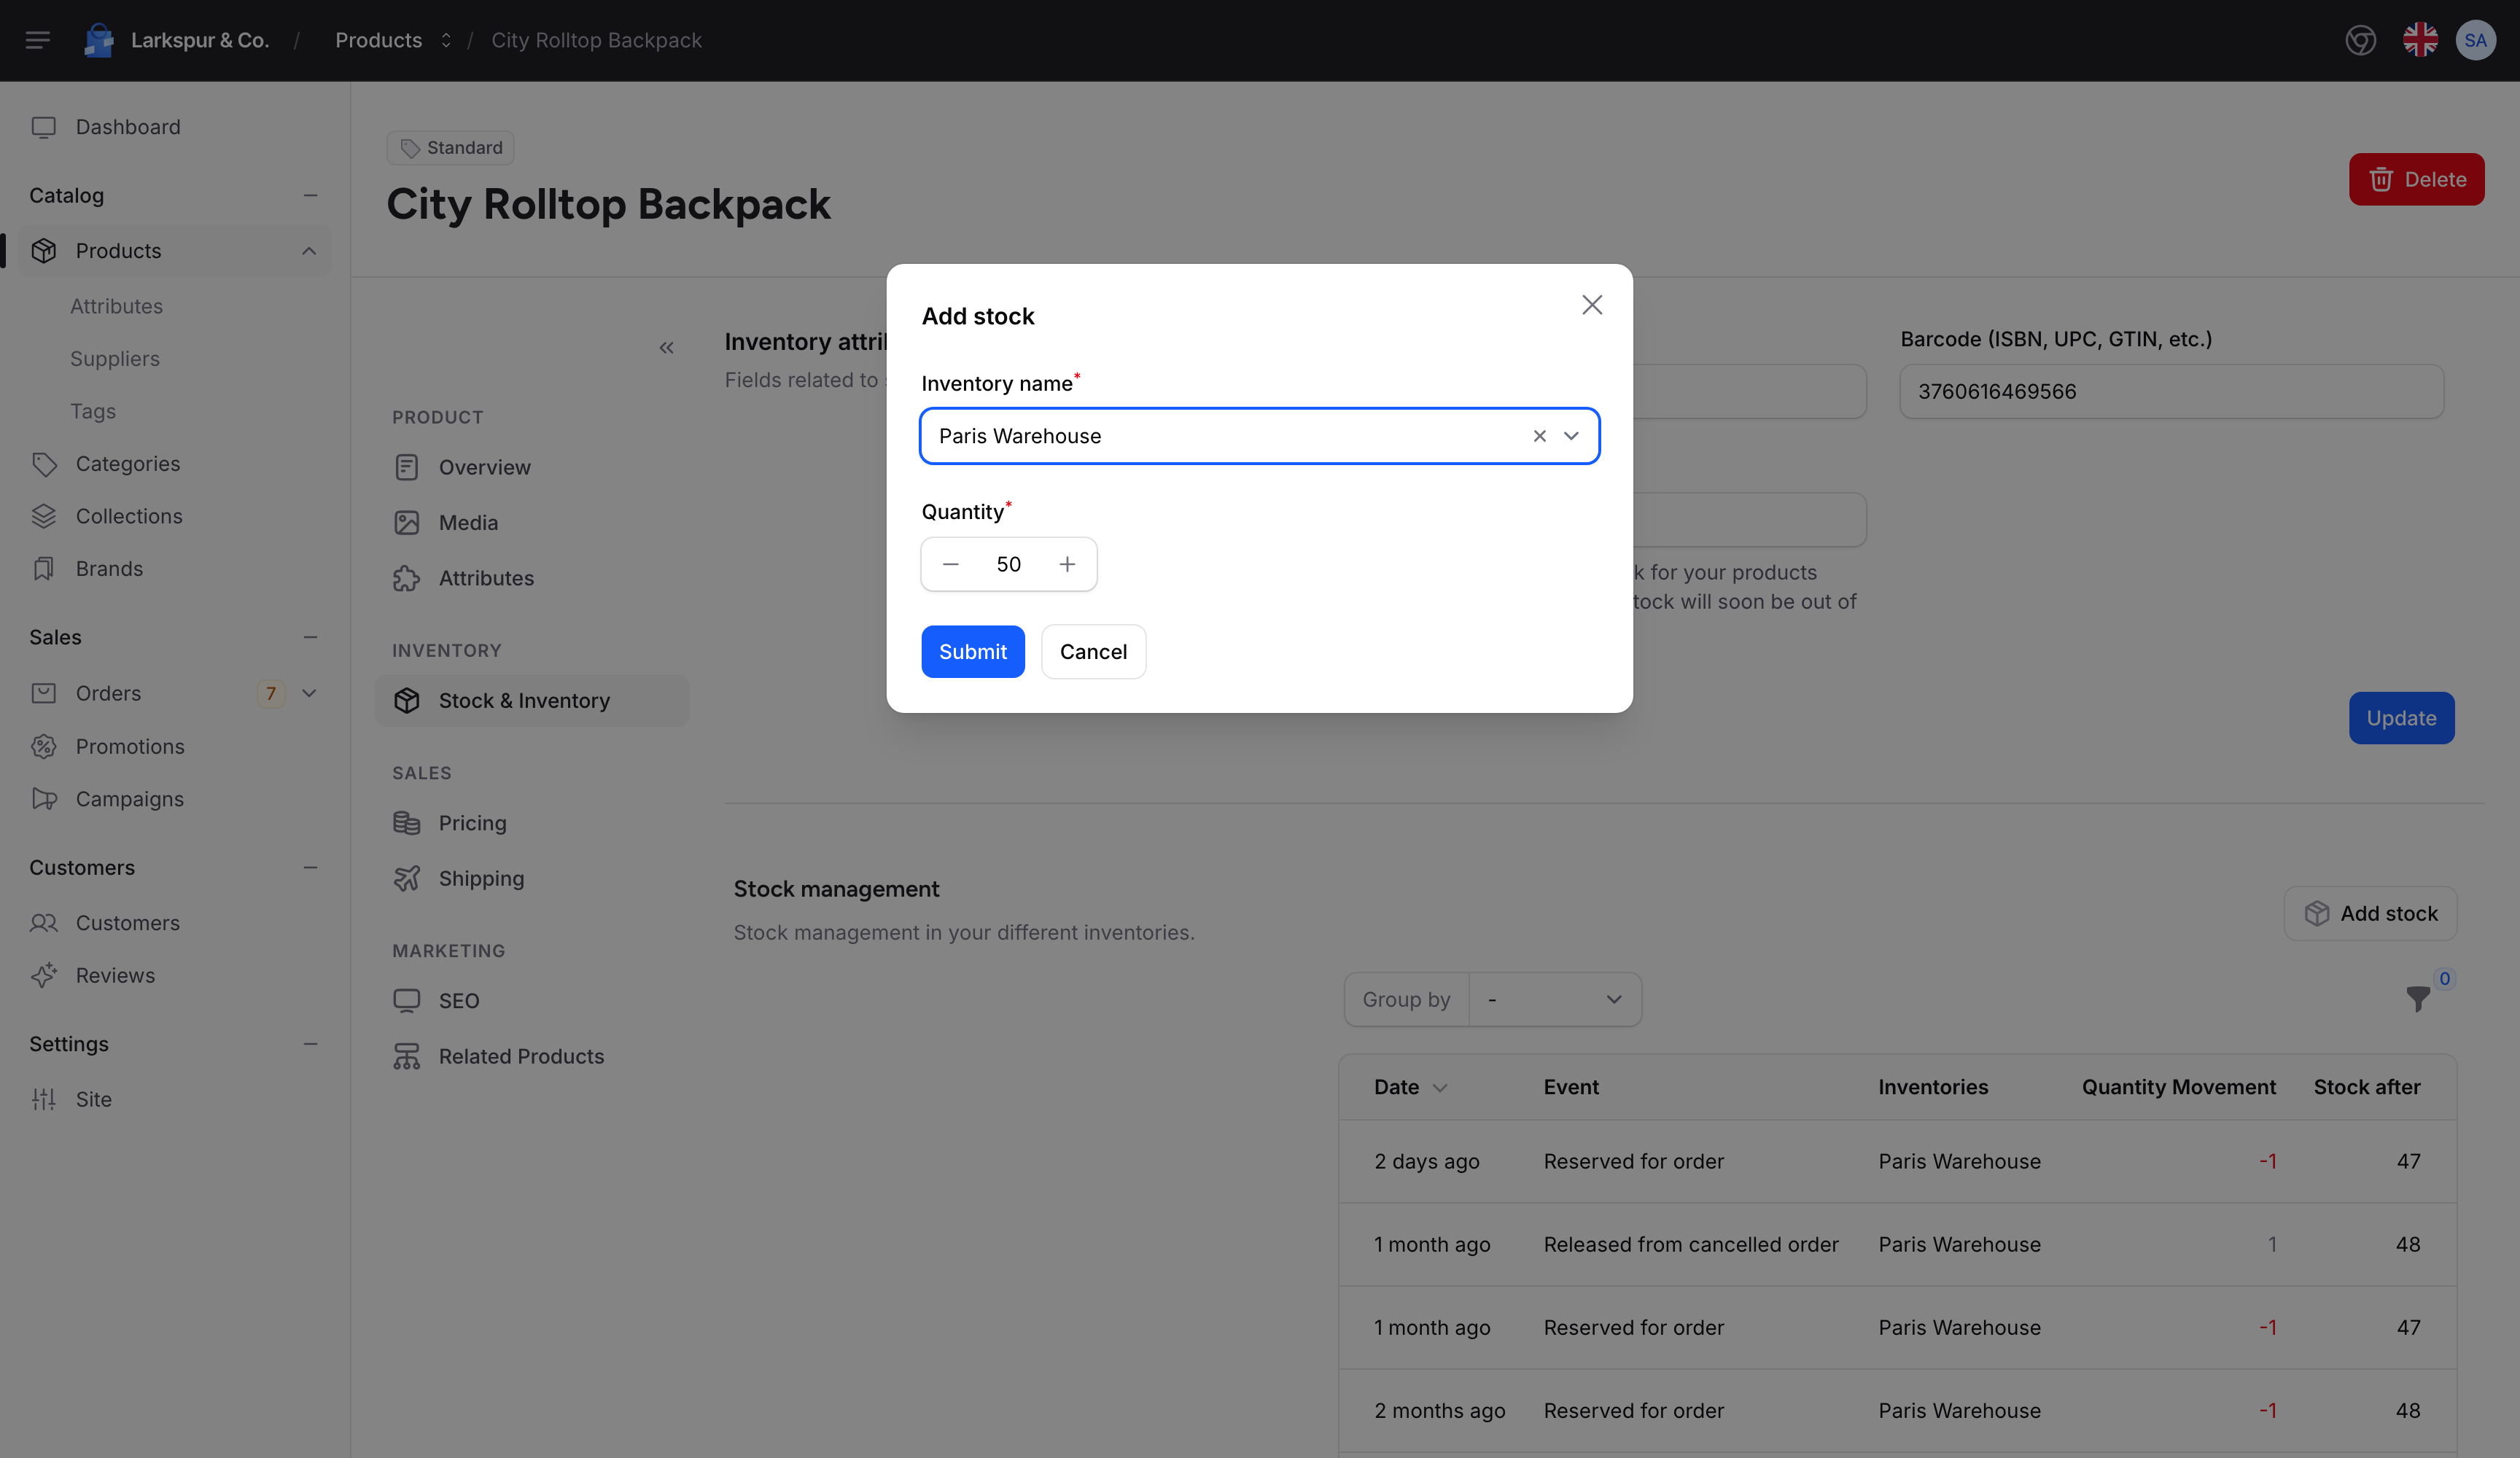 Larkspur & Co. / Products / City Rolltop Backpack
SA
Dashboard
Catalog
Products
Attributes
Suppliers
Tags
Categories
Collections
Brands
Sales
Orders 7
Promotions
Campaigns
Customers
Customers
Reviews
Settings
Site
Standard
City Rolltop Backpack
Delete
PRODUCT
Overview
Media
Attributes
INVENTORY
Stock & Inventory
SALES
Pricing
Shipping
MARKETING
SEO
Related Products
Inventory
Fields related to
Barcode (ISBN, UPC, GTIN, etc.)
3760616469566
for your products
will soon be out of
Update
Add stock
Inventory name*
Paris Warehouse
Quantity*
50
Submit
Cancel
Stock management
Stock management in your different inventories.
Add stock
Group by -
0
Date Event Inventories Quantity Movement Stock after
2 days ago Reserved for order Paris Warehouse -1 47
1 month ago Released from cancelled order Paris Warehouse 1 48
1 month ago Reserved for order Paris Warehouse -1 47
2 months ago Reserved for order Paris Warehouse -1 48